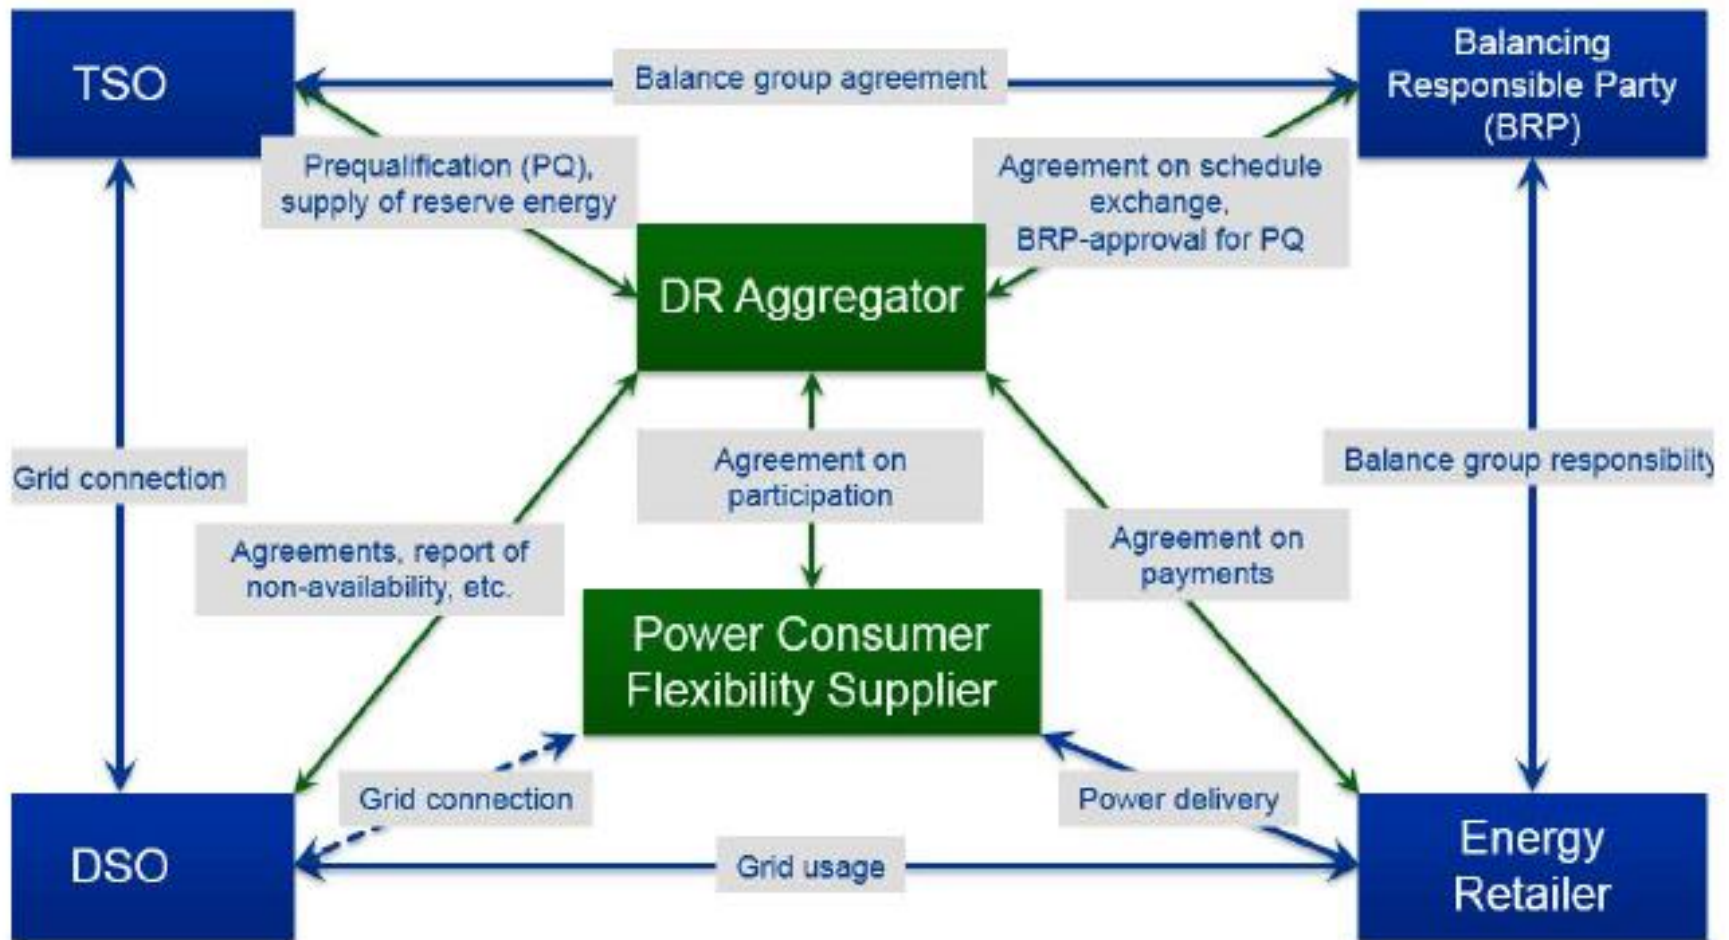 TSO
Balance group agreement
Balancing
Responsible Party
(BRP)
Prequalification (PQ),
supply of reserve energy
Agreement on schedule
exchange,
BRP-approval for PQ
DR Aggregator
Grid connection
Agreement on
participation
Balance group responsibility
Agreements, report of
non-availability, etc.
Agreement on
payments
Power Consumer
Flexibility Supplier
Grid connection
Power delivery
DSO
Grid usage
Energy
Retailer